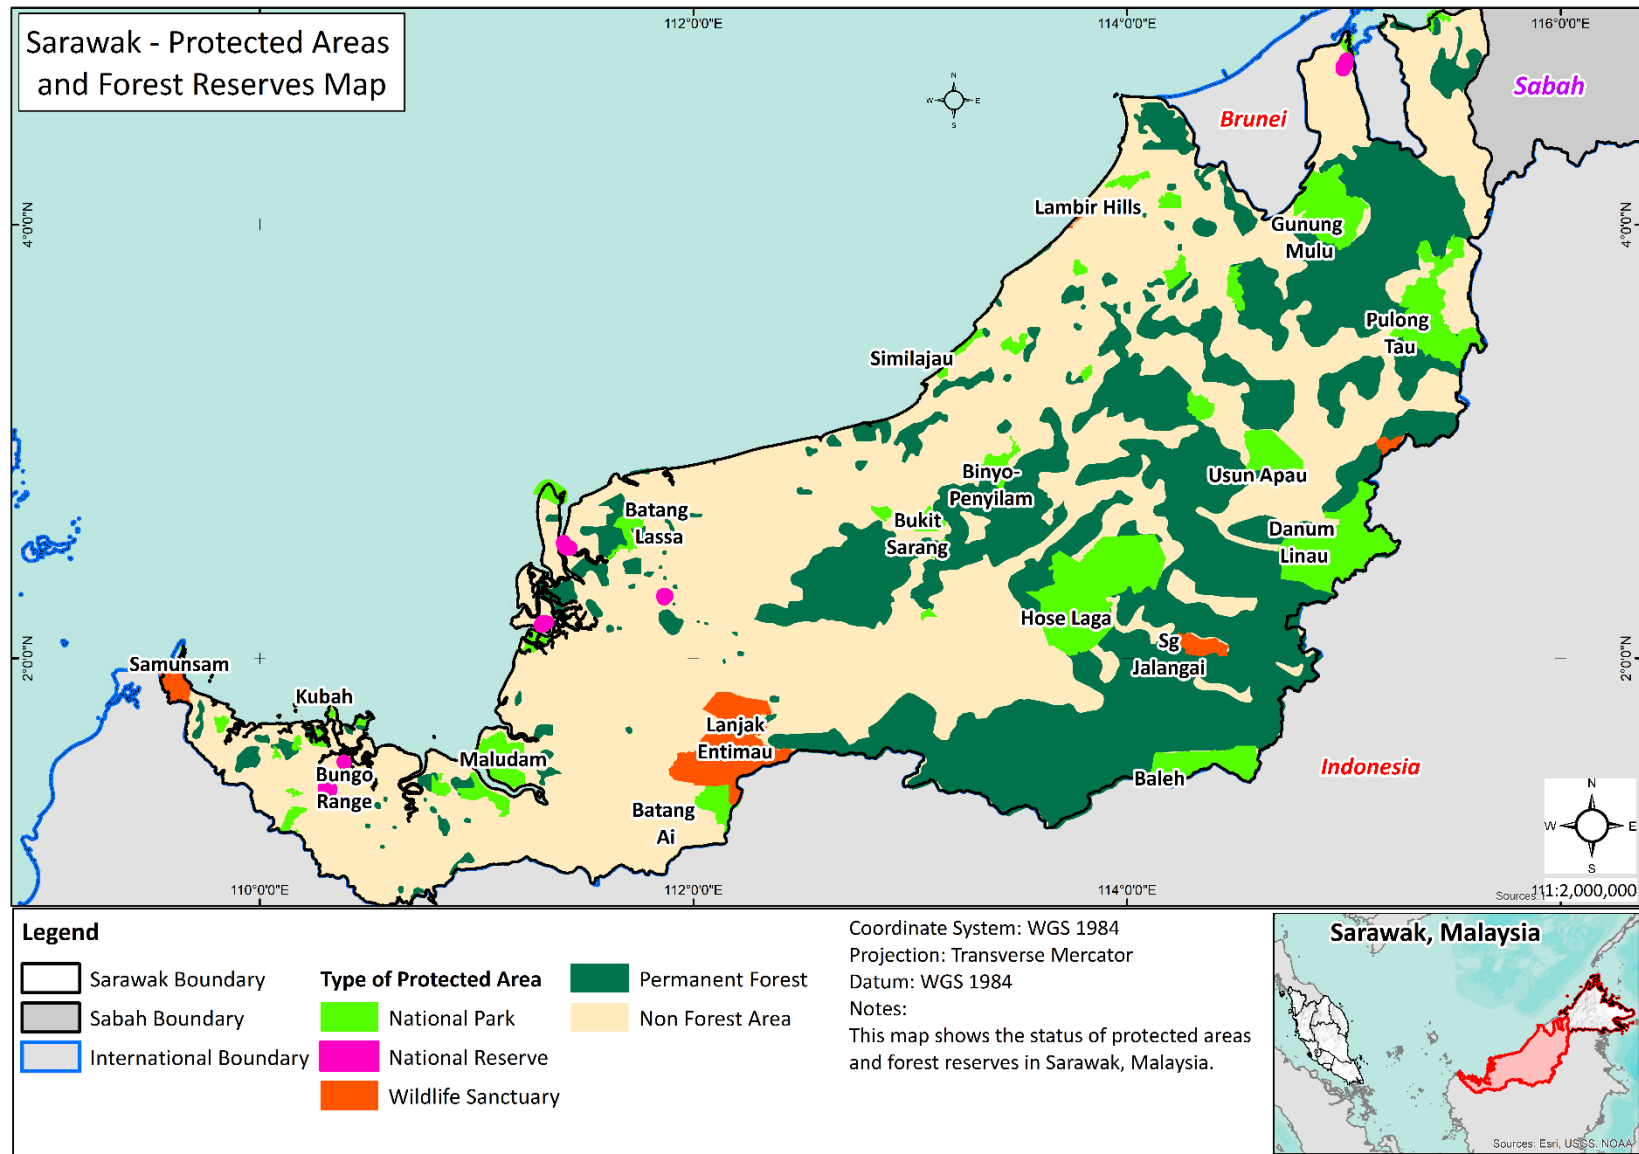 Sarawak - Protected Areas
and Forest Reserves Map
112°0'0"E
114°0'0"E
116°0'0"E
N
W
E
S
Sabah
Brunei
4°0'0"N
4°0'0"N
Lambir Hills
Gunung
Mulu
Pulong
Tau
Similajau
Binyo-
Penyilam
Usun Apau
Batang
Lassa
Bukit
Sarang
Danum
Linau
Hose Laga
Sg
Jalangai
2°0'0"N
2°0'0"N
Samunsam
Kubah
Lanjak
Entimau
Maludam
Bungo
Range
Baleh
Indonesia
Batang
Ai
N
W
E
S
110°0'0"E
112°0'0"E
114°0'0"E
Sources:
111:2,000,000
Legend
Sarawak Boundary
Sabah Boundary
International Boundary
Type of Protected Area
National Park
National Reserve
Wildlife Sanctuary
Permanent Forest
Non Forest Area
Coordinate System: WGS 1984
Projection: Transverse Mercator
Datum: WGS 1984
Notes:
This map shows the status of protected areas
and forest reserves in Sarawak, Malaysia.
Sarawak, Malaysia
Sources: Esri, USGS, NOAA